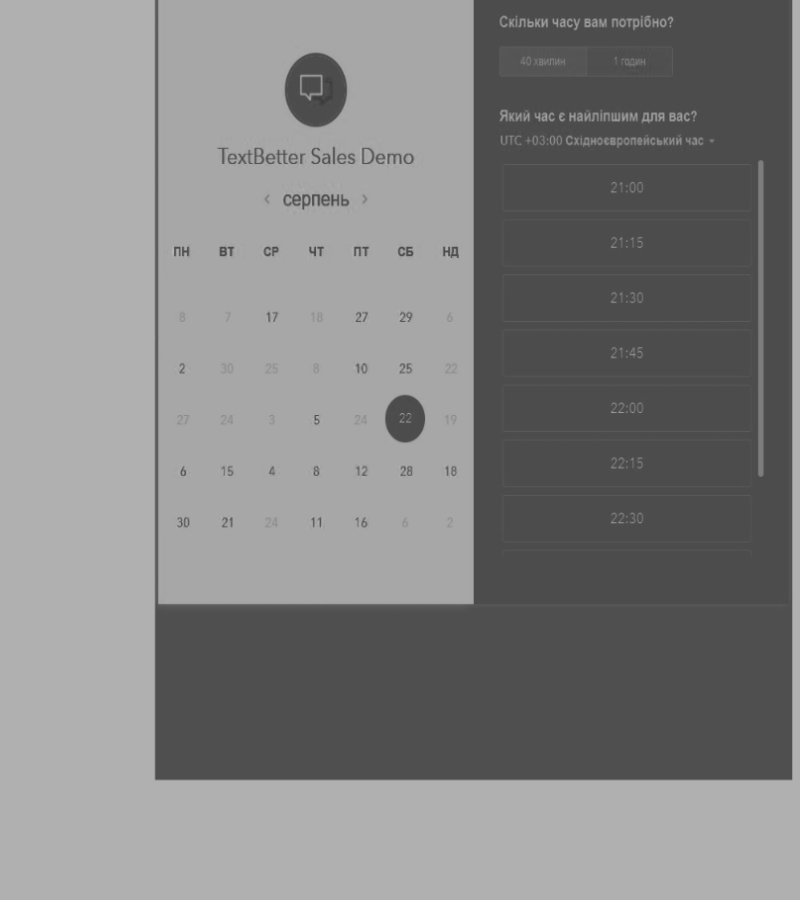 TextBetter Sales Demo
серпень
ПН ВТ СР ЧТ ПТ СБ НД
8 7 17 18 27 29 6
2 30 25 8 10 25 22
27 24 3 5 24 22 19
6 15 4 8 12 28 18
30 21 24 11 16 6 2
Скільки часу вам потрібно?
40 хвилин 1 годин
Який час є найліпшим для вас?
UTC +03:00 Східноєвропейський час
21:00
21:15
21:30
21:45
22:00
22:15
22:30